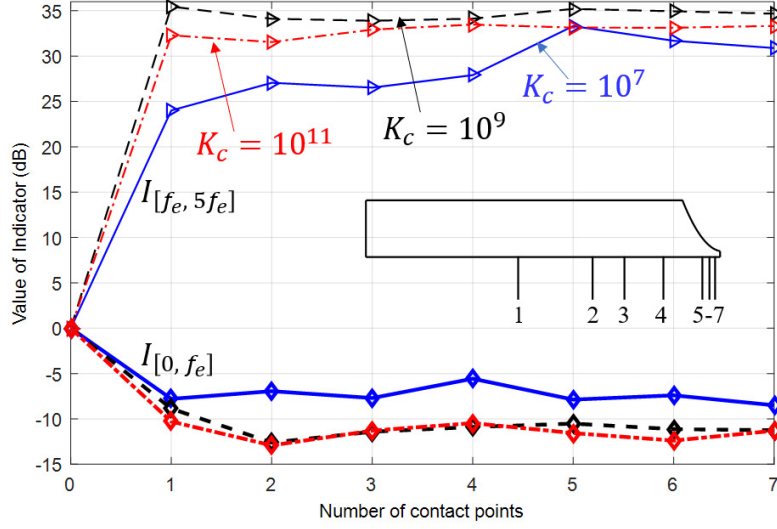 35
30
25
20
15
10
5
0
-5
-10
-15
Value of Indicator (dB)
K_c = 10^7
K_c = 10^9
K_c = 10^11
I_[f_e, 5f_e]
1 2 3 4 5-7
I_[0, f_e]
0 1 2 3 4 5 6 7
Number of contact points